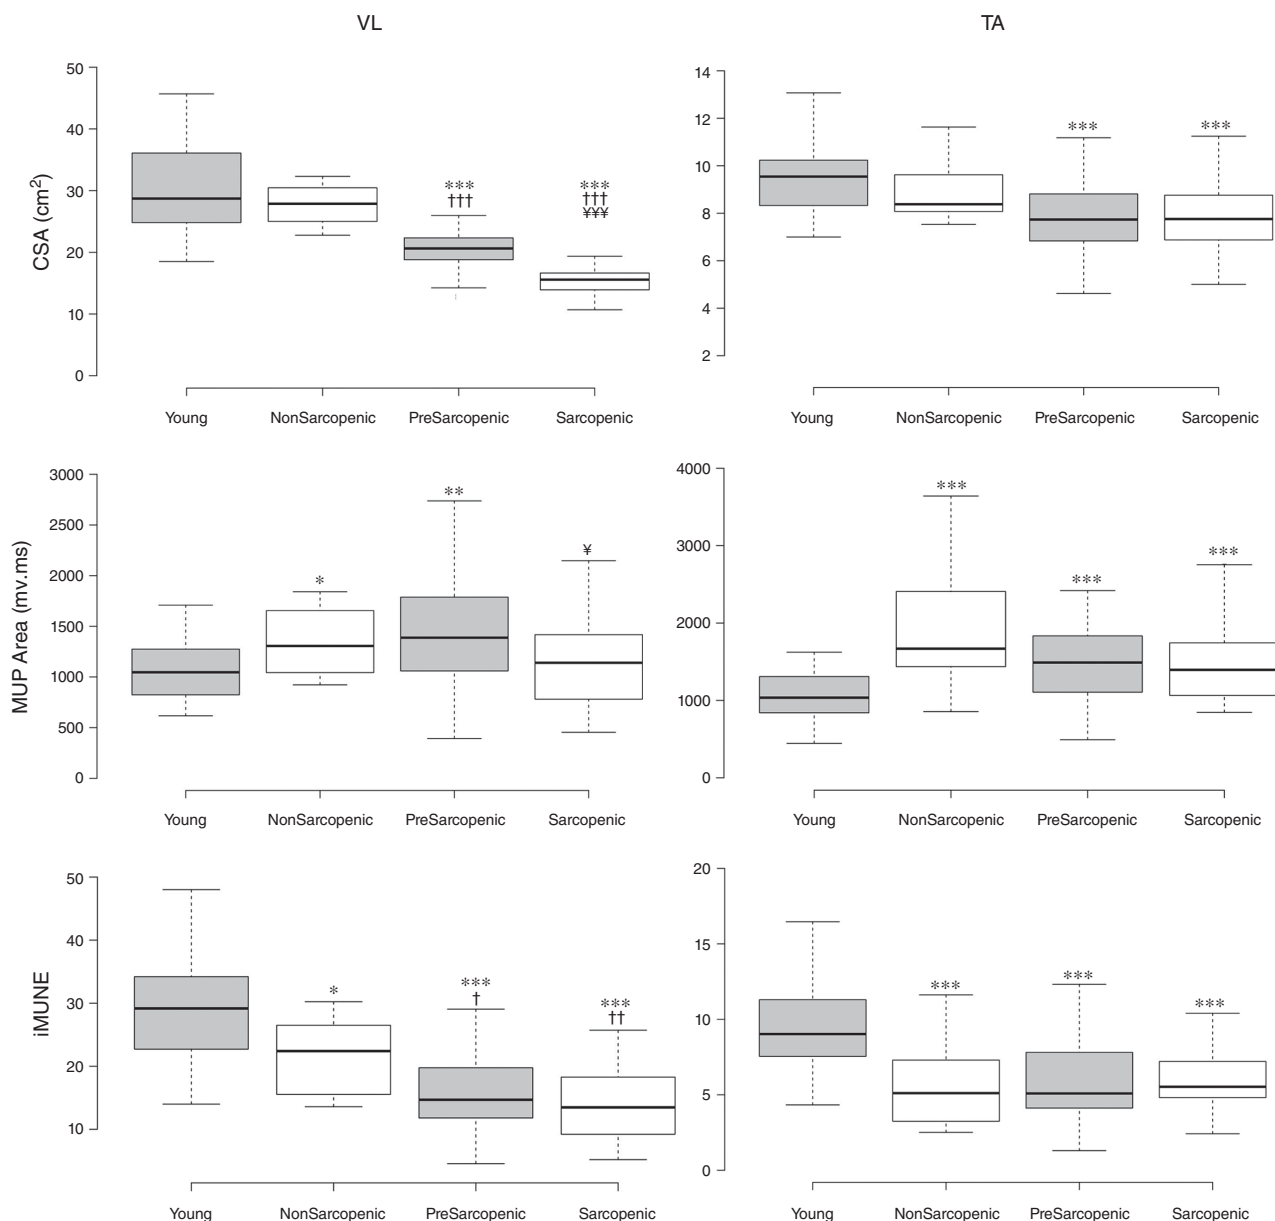 VL
TA
CSA (cm²)
50
40
30
20
10
0
***
†††
***
†††
¥¥¥
Young
NonSarcopenic
PreSarcopenic
Sarcopenic
14
12
10
8
6
4
2
***
***
Young
NonSarcopenic
PreSarcopenic
Sarcopenic
MUP Area (mv.ms)
3000
2500
2000
1500
1000
500
0
*
**
¥
Young
NonSarcopenic
PreSarcopenic
Sarcopenic
4000
3000
2000
1000
0
***
***
***
Young
NonSarcopenic
PreSarcopenic
Sarcopenic
iMUNE
50
40
30
20
10
*
***
†
***
††
Young
NonSarcopenic
PreSarcopenic
Sarcopenic
20
15
10
5
0
***
***
***
Young
NonSarcopenic
PreSarcopenic
Sarcopenic